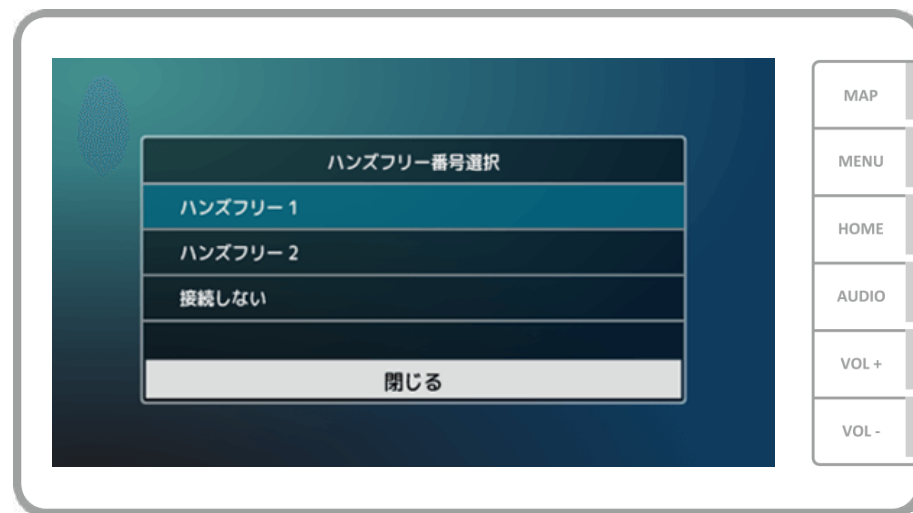 ハンズフリー番号選択
ハンズフリー 1
ハンズフリー 2
接続しない
閉じる
MAP
MENU
HOME
AUDIO
VOL +
VOL -